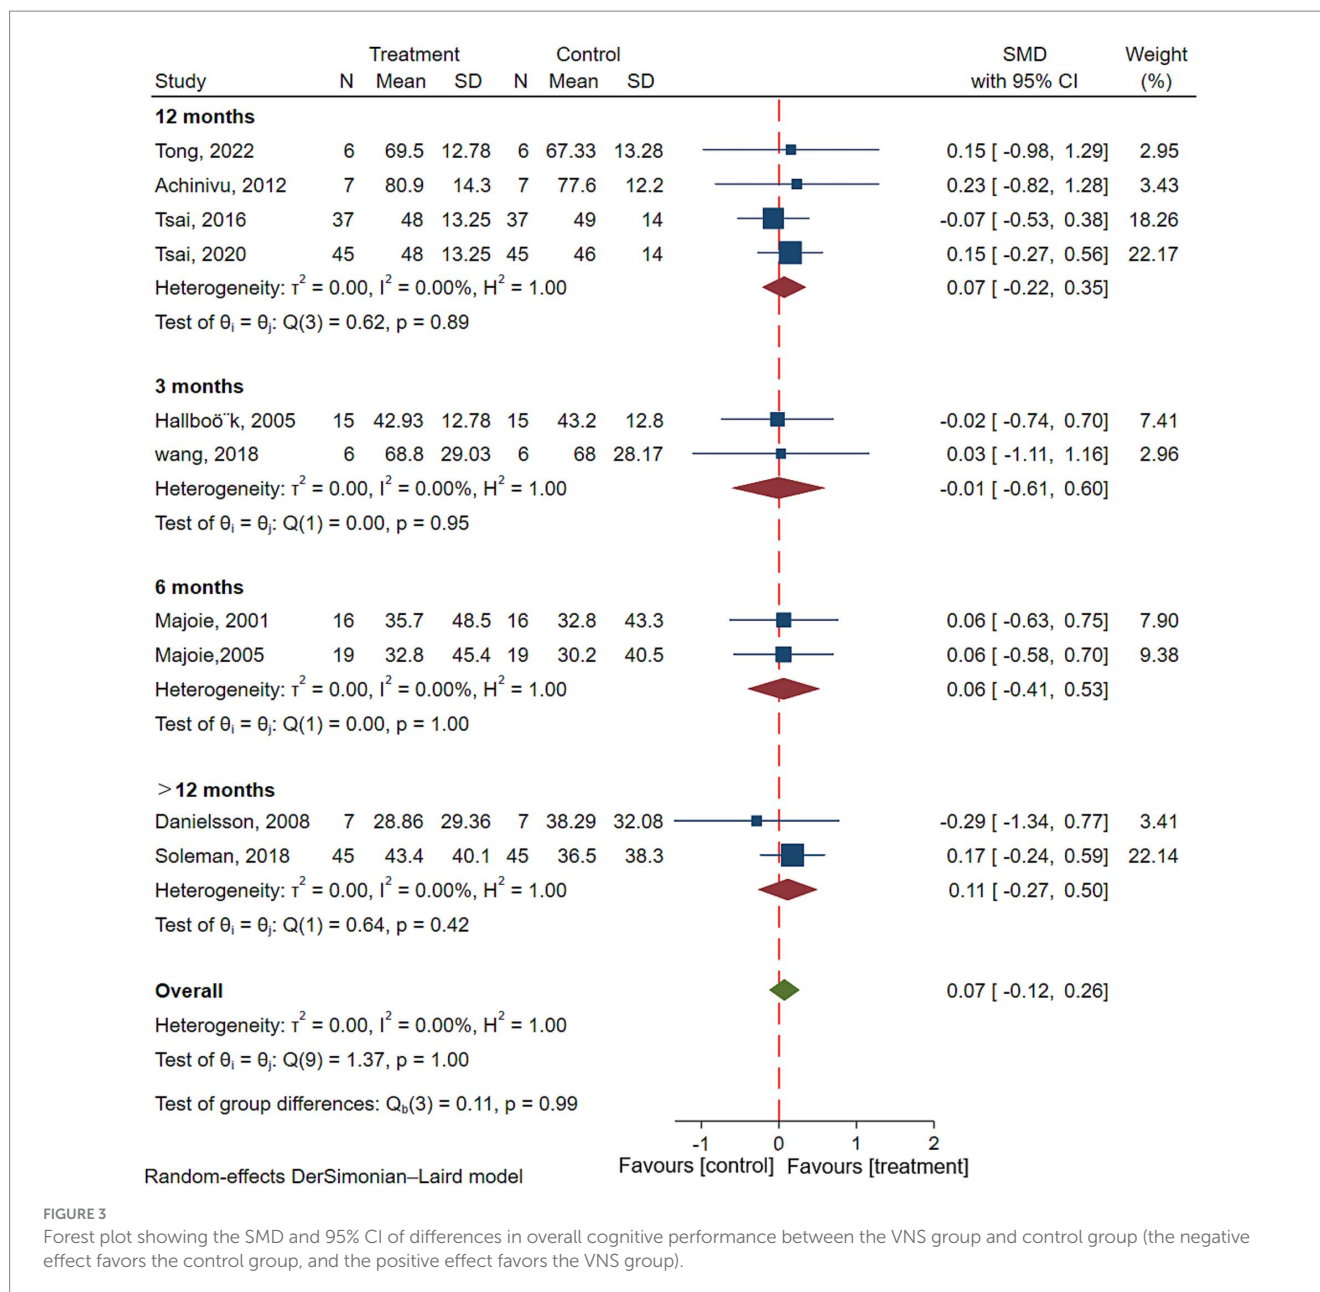 Treatment Control SMD Weight
Study N Mean SD N Mean SD with 95% CI (%)
12 months
Tong, 2022 6 69.5 12.78 6 67.33 13.28 0.15 [ -0.98, 1.29] 2.95
Achinivu, 2012 7 80.9 14.3 7 77.6 12.2 0.23 [ -0.82, 1.28] 3.43
Tsai, 2016 37 48 13.25 37 49 14 -0.07 [ -0.53, 0.38] 18.26
Tsai, 2020 45 48 13.25 45 46 14 0.15 [ -0.27, 0.56] 22.17
Heterogeneity: τ² = 0.00, I² = 0.00%, H² = 1.00 0.07 [ -0.22, 0.35]
Test of θᵢ = θⱼ: Q(3) = 0.62, p = 0.89
3 months
Hallboö¨k, 2005 15 42.93 12.78 15 43.2 12.8 -0.02 [ -0.74, 0.70] 7.41
wang, 2018 6 68.8 29.03 6 68 28.17 0.03 [ -1.11, 1.16] 2.96
Heterogeneity: τ² = 0.00, I² = 0.00%, H² = 1.00 -0.01 [ -0.61, 0.60]
Test of θᵢ = θⱼ: Q(1) = 0.00, p = 0.95
6 months
Majoie, 2001 16 35.7 48.5 16 32.8 43.3 0.06 [ -0.63, 0.75] 7.90
Majoie,2005 19 32.8 45.4 19 30.2 40.5 0.06 [ -0.58, 0.70] 9.38
Heterogeneity: τ² = 0.00, I² = 0.00%, H² = 1.00 0.06 [ -0.41, 0.53]
Test of θᵢ = θⱼ: Q(1) = 0.00, p = 1.00
＞12 months
Danielsson, 2008 7 28.86 29.36 7 38.29 32.08 -0.29 [ -1.34, 0.77] 3.41
Soleman, 2018 45 43.4 40.1 45 36.5 38.3 0.17 [ -0.24, 0.59] 22.14
Heterogeneity: τ² = 0.00, I² = 0.00%, H² = 1.00 0.11 [ -0.27, 0.50]
Test of θᵢ = θⱼ: Q(1) = 0.64, p = 0.42
Overall 0.07 [ -0.12, 0.26]
Heterogeneity: τ² = 0.00, I² = 0.00%, H² = 1.00
Test of θᵢ = θⱼ: Q(9) = 1.37, p = 1.00
Test of group differences: Q_b(3) = 0.11, p = 0.99
-1 0 1 2
Favours [control] Favours [treatment]
Random-effects DerSimonian–Laird model
FIGURE 3
Forest plot showing the SMD and 95% CI of differences in overall cognitive performance between the VNS group and control group (the negative
effect favors the control group, and the positive effect favors the VNS group).